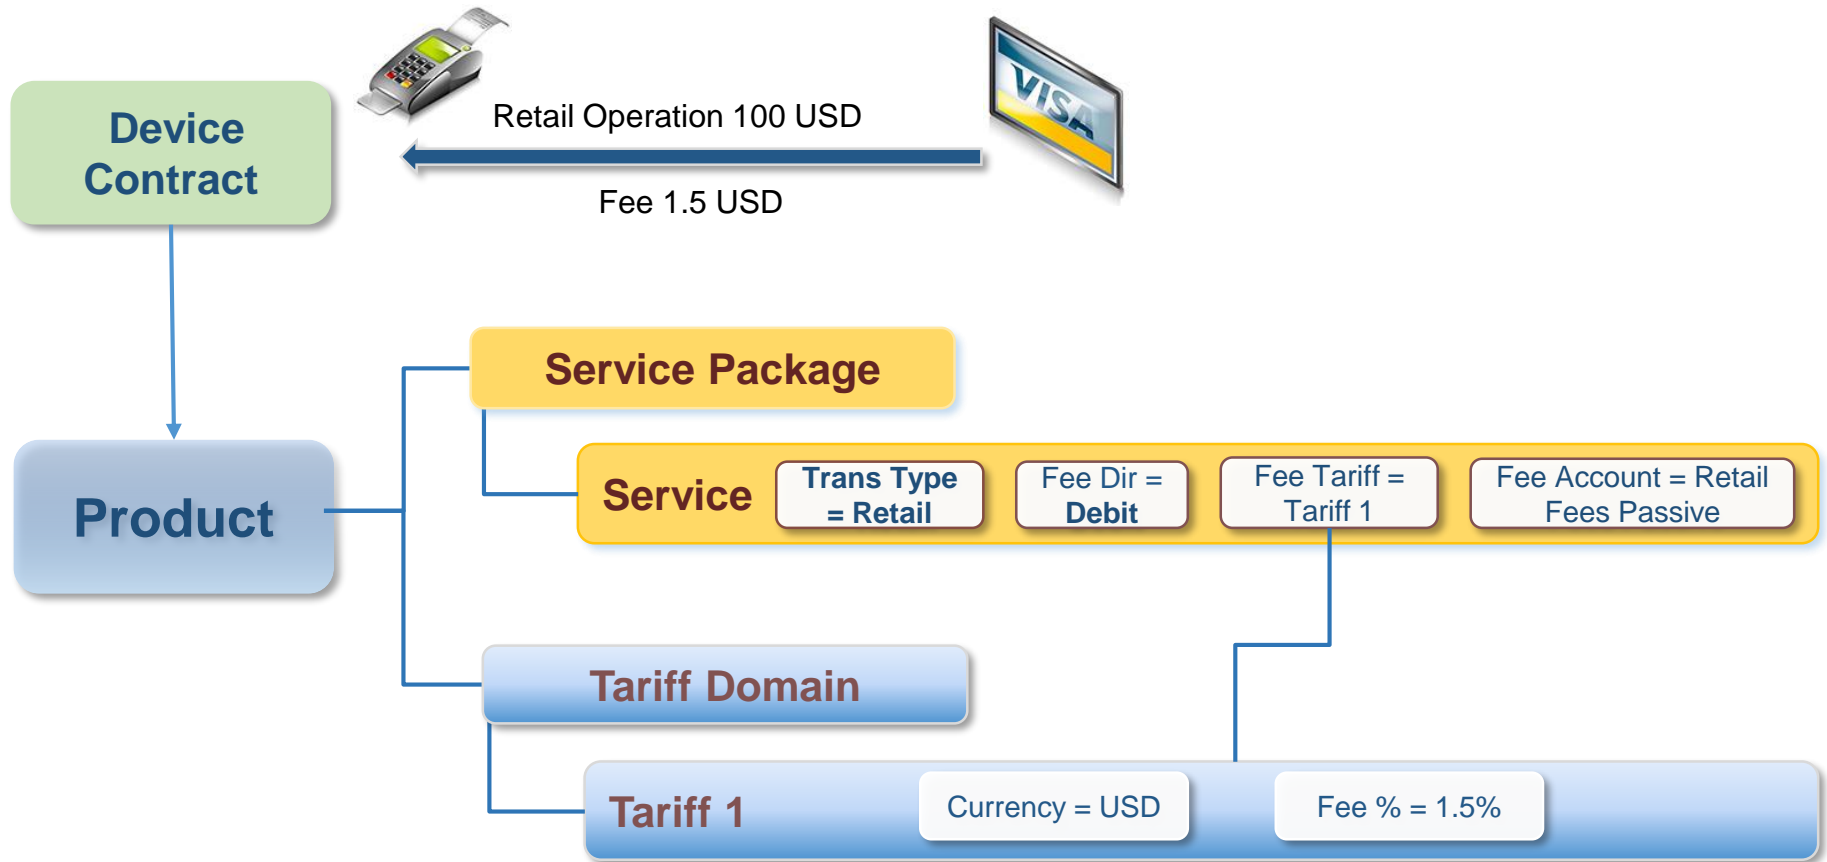 Device
Contract
Retail Operation 100 USD
VISA
Fee 1.5 USD
Service Package
Product
Service
Trans Type
= Retail
Fee Dir =
Debit
Fee Tariff =
Tariff 1
Fee Account = Retail
Fees Passive
Tariff Domain
Tariff 1
Currency = USD
Fee % = 1.5%